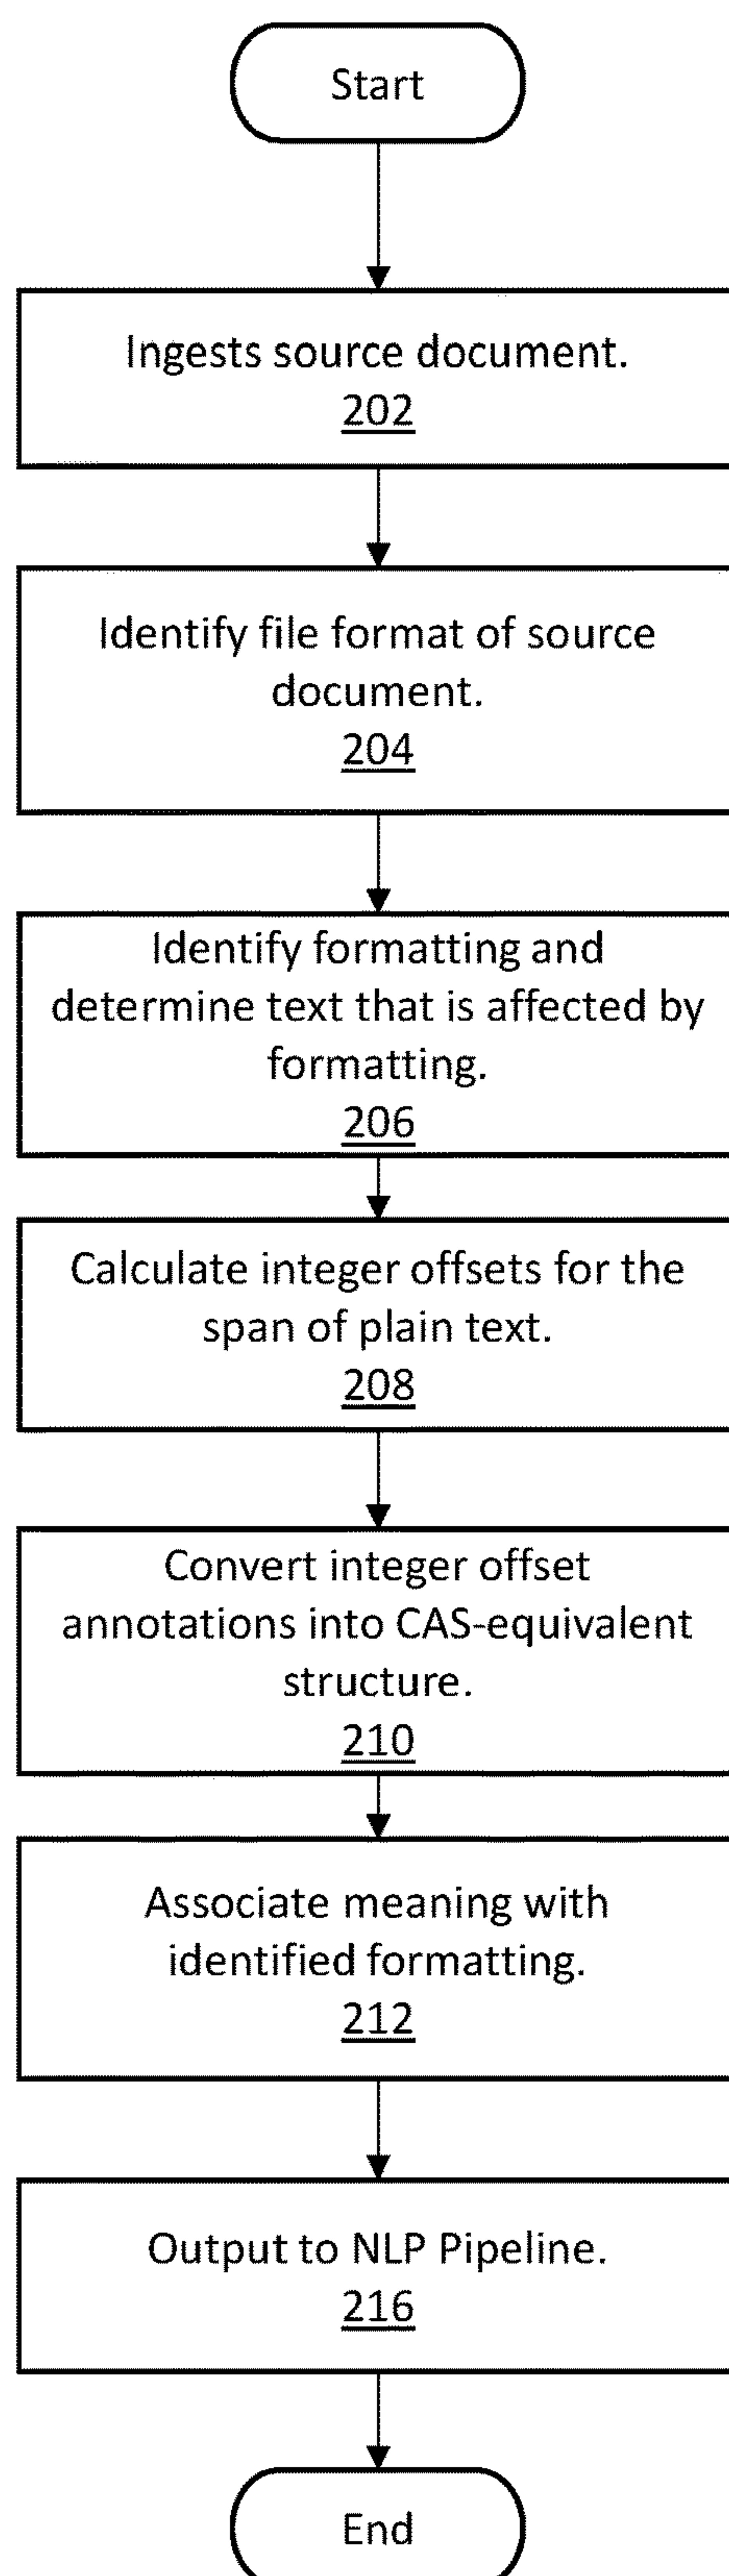 Start
Ingests source document.
202
Identify file format of source
document.
204
Identify formatting and
determine text that is affected by
formatting.
206
Calculate integer offsets for the
span of plain text.
208
Convert integer offset
annotations into CAS-equivalent
structure.
210
Associate meaning with
identified formatting.
212
Output to NLP Pipeline.
216
End